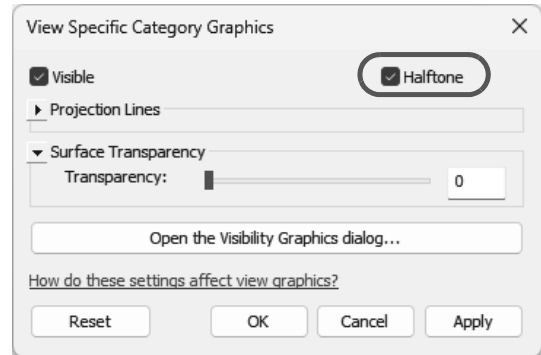 View Specific Category Graphics
Visible
Halftone
Projection Lines
Surface Transparency
Transparency:
0
Open the Visibility Graphics dialog...
How do these settings affect view graphics?
Reset
OK
Cancel
Apply